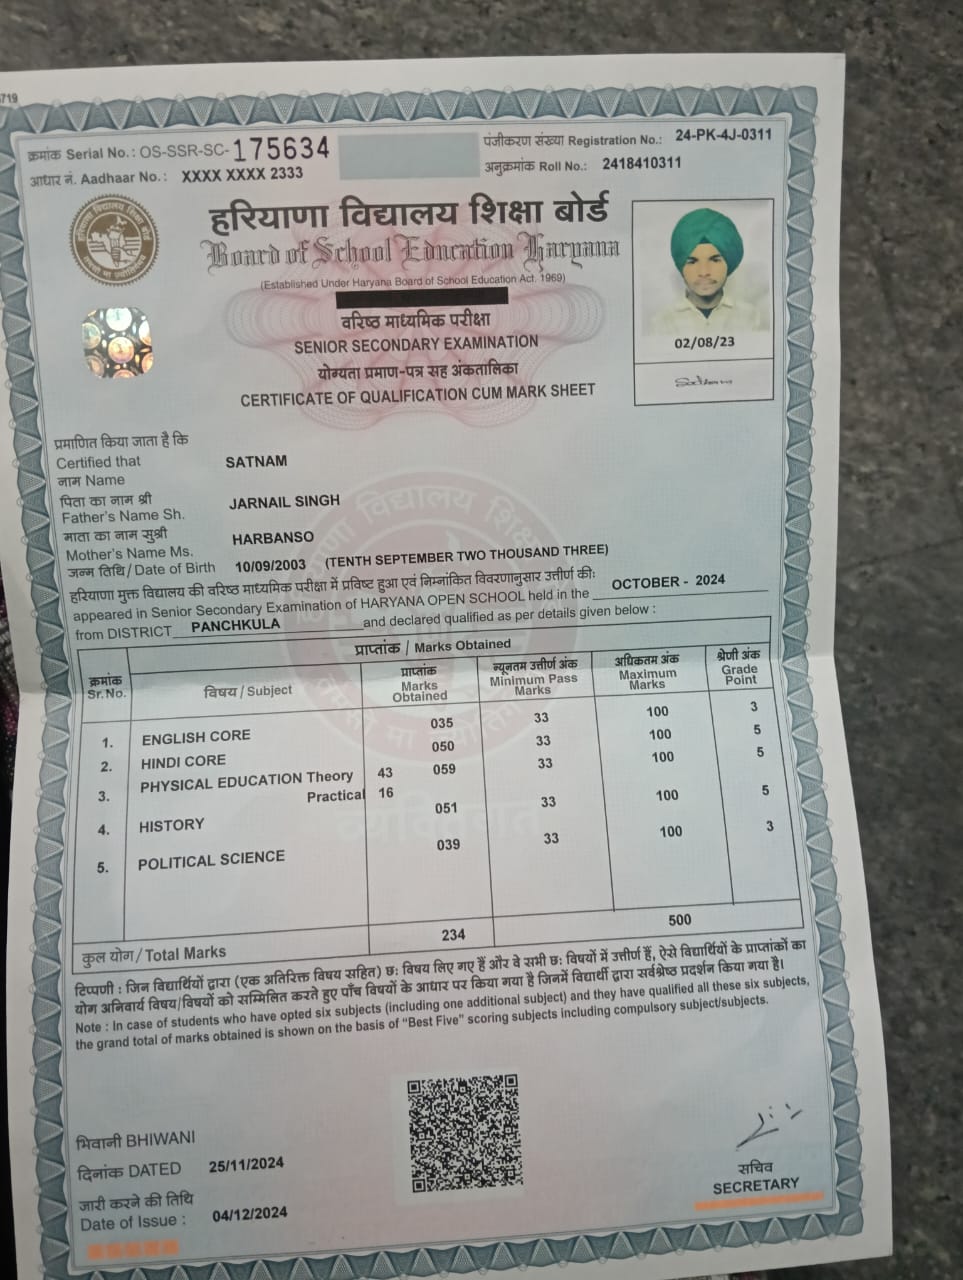 5719
क्रमांक Serial No.: OS-SSR-SC-175634
पंजीकरण संख्या Registration No.: 24-PK-4J-0311
आधार नं. Aadhaar No.: XXXX XXXX 2333
अनुक्रमांक Roll No.: 2418410311
हरियाणा विद्यालय शिक्षा बोर्ड
Board of School Education Haryana
(Established Under Haryana Board of School Education Act. 1969)
वरिष्ठ माध्यमिक परीक्षा
SENIOR SECONDARY EXAMINATION
योग्यता प्रमाण-पत्र सह अंकतालिका
CERTIFICATE OF QUALIFICATION CUM MARK SHEET
02/08/23
प्रमाणित किया जाता है कि
Certified that
नाम Name SATNAM
पिता का नाम श्री
Father's Name Sh. JARNAIL SINGH
माता का नाम सुश्री
Mother's Name Ms. HARBANSO
जन्म तिथि/Date of Birth 10/09/2003 (TENTH SEPTEMBER TWO THOUSAND THREE)
हरियाणा मुक्त विद्यालय की वरिष्ठ माध्यमिक परीक्षा में प्रविष्ट हुआ एवं निम्नांकित विवरणानुसार उत्तीर्ण की:
appeared in Senior Secondary Examination of HARYANA OPEN SCHOOL held in the OCTOBER - 2024
from DISTRICT PANCHKULA and declared qualified as per details given below :
प्राप्तांक / Marks Obtained
क्रमांक Sr.No. विषय/Subject प्राप्तांक Marks Obtained न्यूनतम उत्तीर्ण अंक Minimum Pass Marks अधिकतम अंक Maximum Marks श्रेणी अंक Grade Point
1. ENGLISH CORE 035 33 100 3
2. HINDI CORE 050 33 100 5
3. PHYSICAL EDUCATION Theory 43 059 33 100 5
Practical 16
4. HISTORY 051 33 100 5
5. POLITICAL SCIENCE 039 33 100 3
कुल योग/Total Marks 234 500
टिप्पणी : जिन विद्यार्थियों द्वारा (एक अतिरिक्त विषय सहित) छ: विषय लिए गए हैं और वे सभी छ: विषयों में उत्तीर्ण हैं, ऐसे विद्यार्थियों के प्राप्तांकों का
योग अनिवार्य विषय/विषयों को सम्मिलित करते हुए पाँच विषयों के आधार पर किया गया है जिनमें विद्यार्थी द्वारा सर्वश्रेष्ठ प्रदर्शन किया गया है।
Note : In case of students who have opted six subjects (including one additional subject) and they have qualified all these six subjects,
the grand total of marks obtained is shown on the basis of "Best Five" scoring subjects including compulsory subject/subjects.
भिवानी BHIWANI
दिनांक DATED 25/11/2024
जारी करने की तिथि
Date of Issue : 04/12/2024
सचिव
SECRETARY